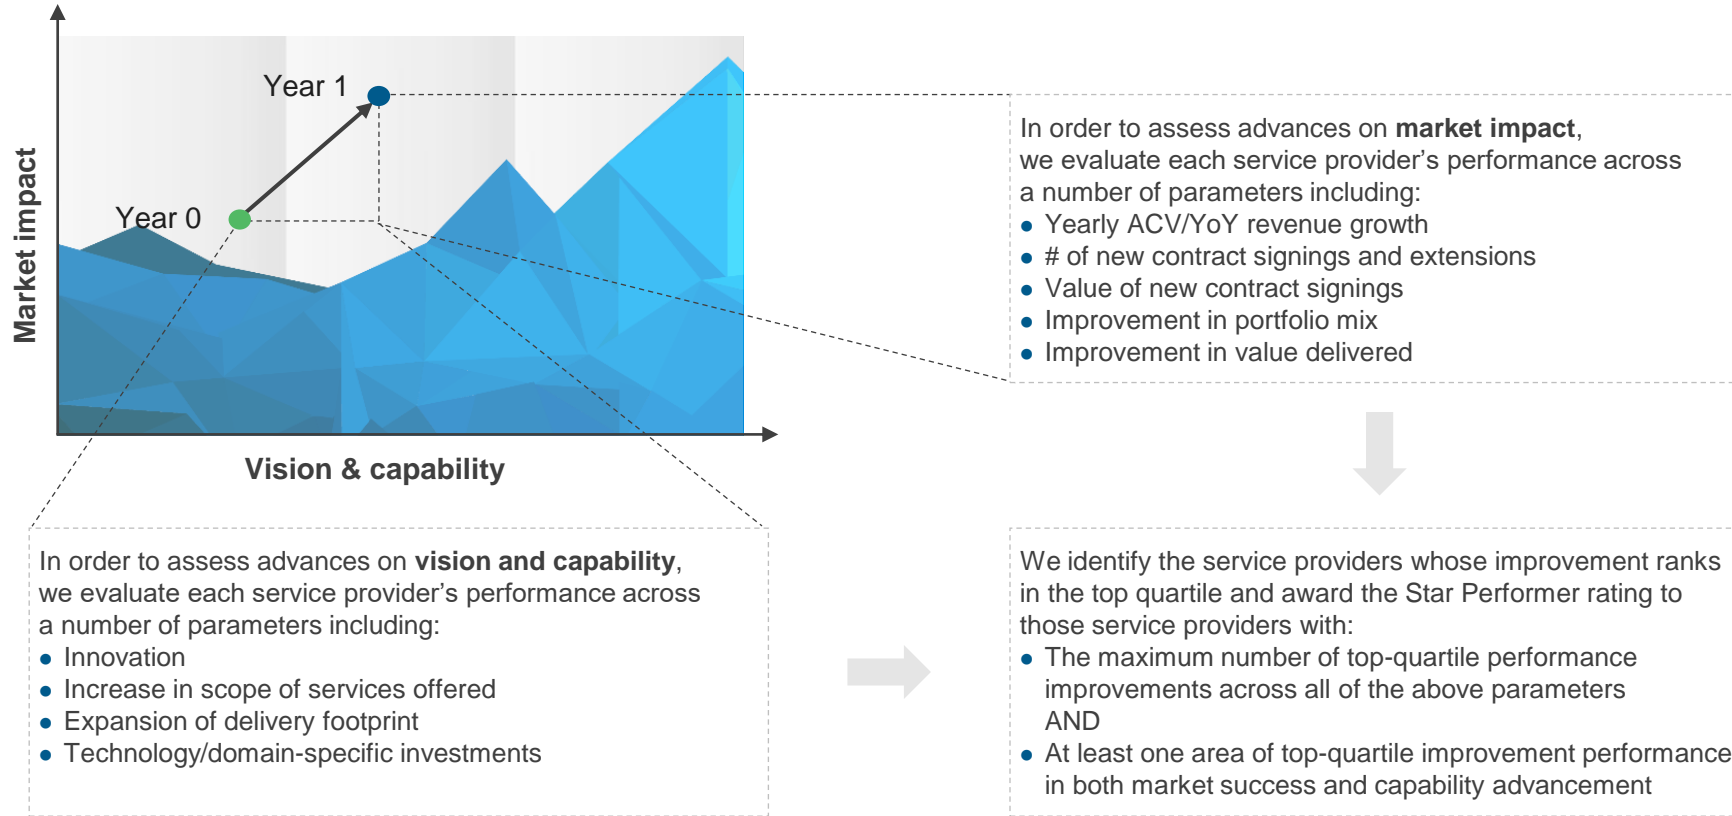 Year 1
Year 0
Market impact
Vision & capability
In order to assess advances on market impact,
we evaluate each service provider’s performance across
a number of parameters including:
● Yearly ACV/YoY revenue growth
● # of new contract signings and extensions
● Value of new contract signings
● Improvement in portfolio mix
● Improvement in value delivered
In order to assess advances on vision and capability,
we evaluate each service provider’s performance across
a number of parameters including:
● Innovation
● Increase in scope of services offered
● Expansion of delivery footprint
● Technology/domain-specific investments
We identify the service providers whose improvement ranks
in the top quartile and award the Star Performer rating to
those service providers with:
● The maximum number of top-quartile performance
improvements across all of the above parameters
AND
● At least one area of top-quartile improvement performance
in both market success and capability advancement